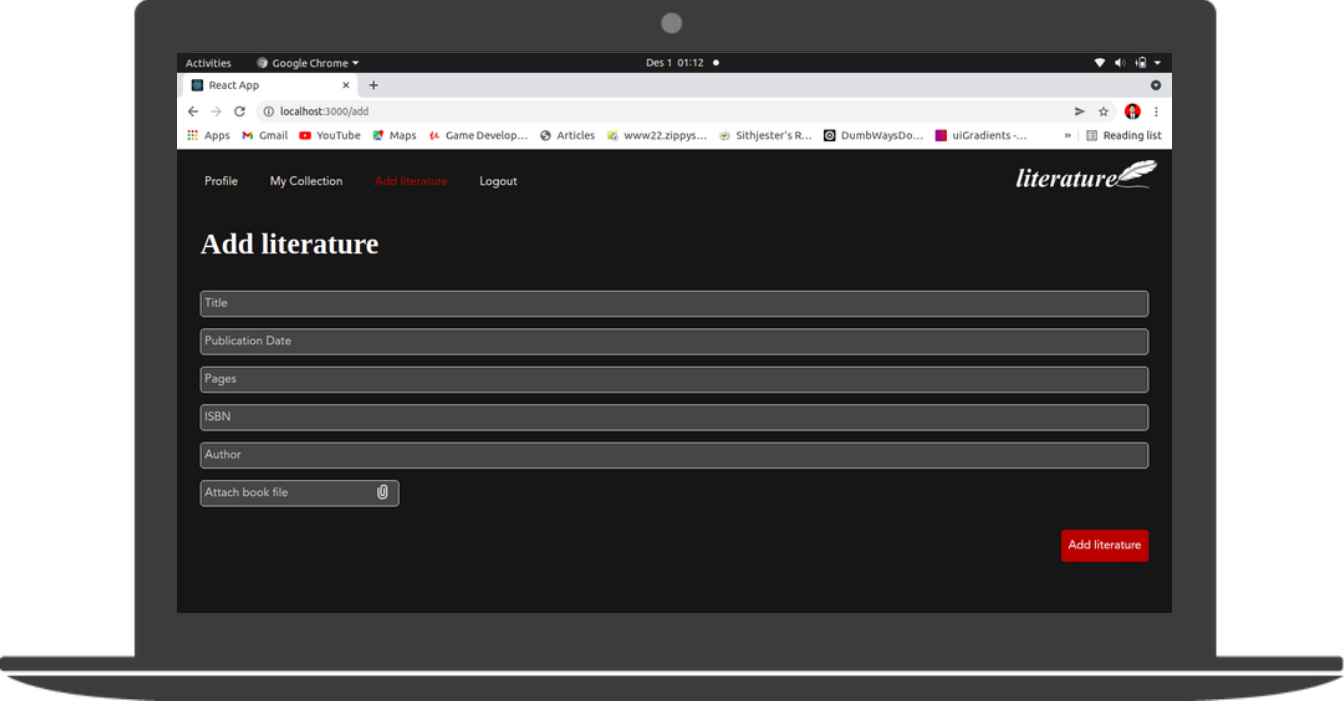 Activities Google Chrome Des 1 01:12
React App
localhost:3000/add
Apps Gmail YouTube Maps Game Develop... Articles www22.zippys... Sithjester's R... DumbWaysDo... uiGradients -... » Reading list
Profile My Collection Add literature Logout literature
Add literature
Title
Publication Date
Pages
ISBN
Author
Attach book file
Add literature